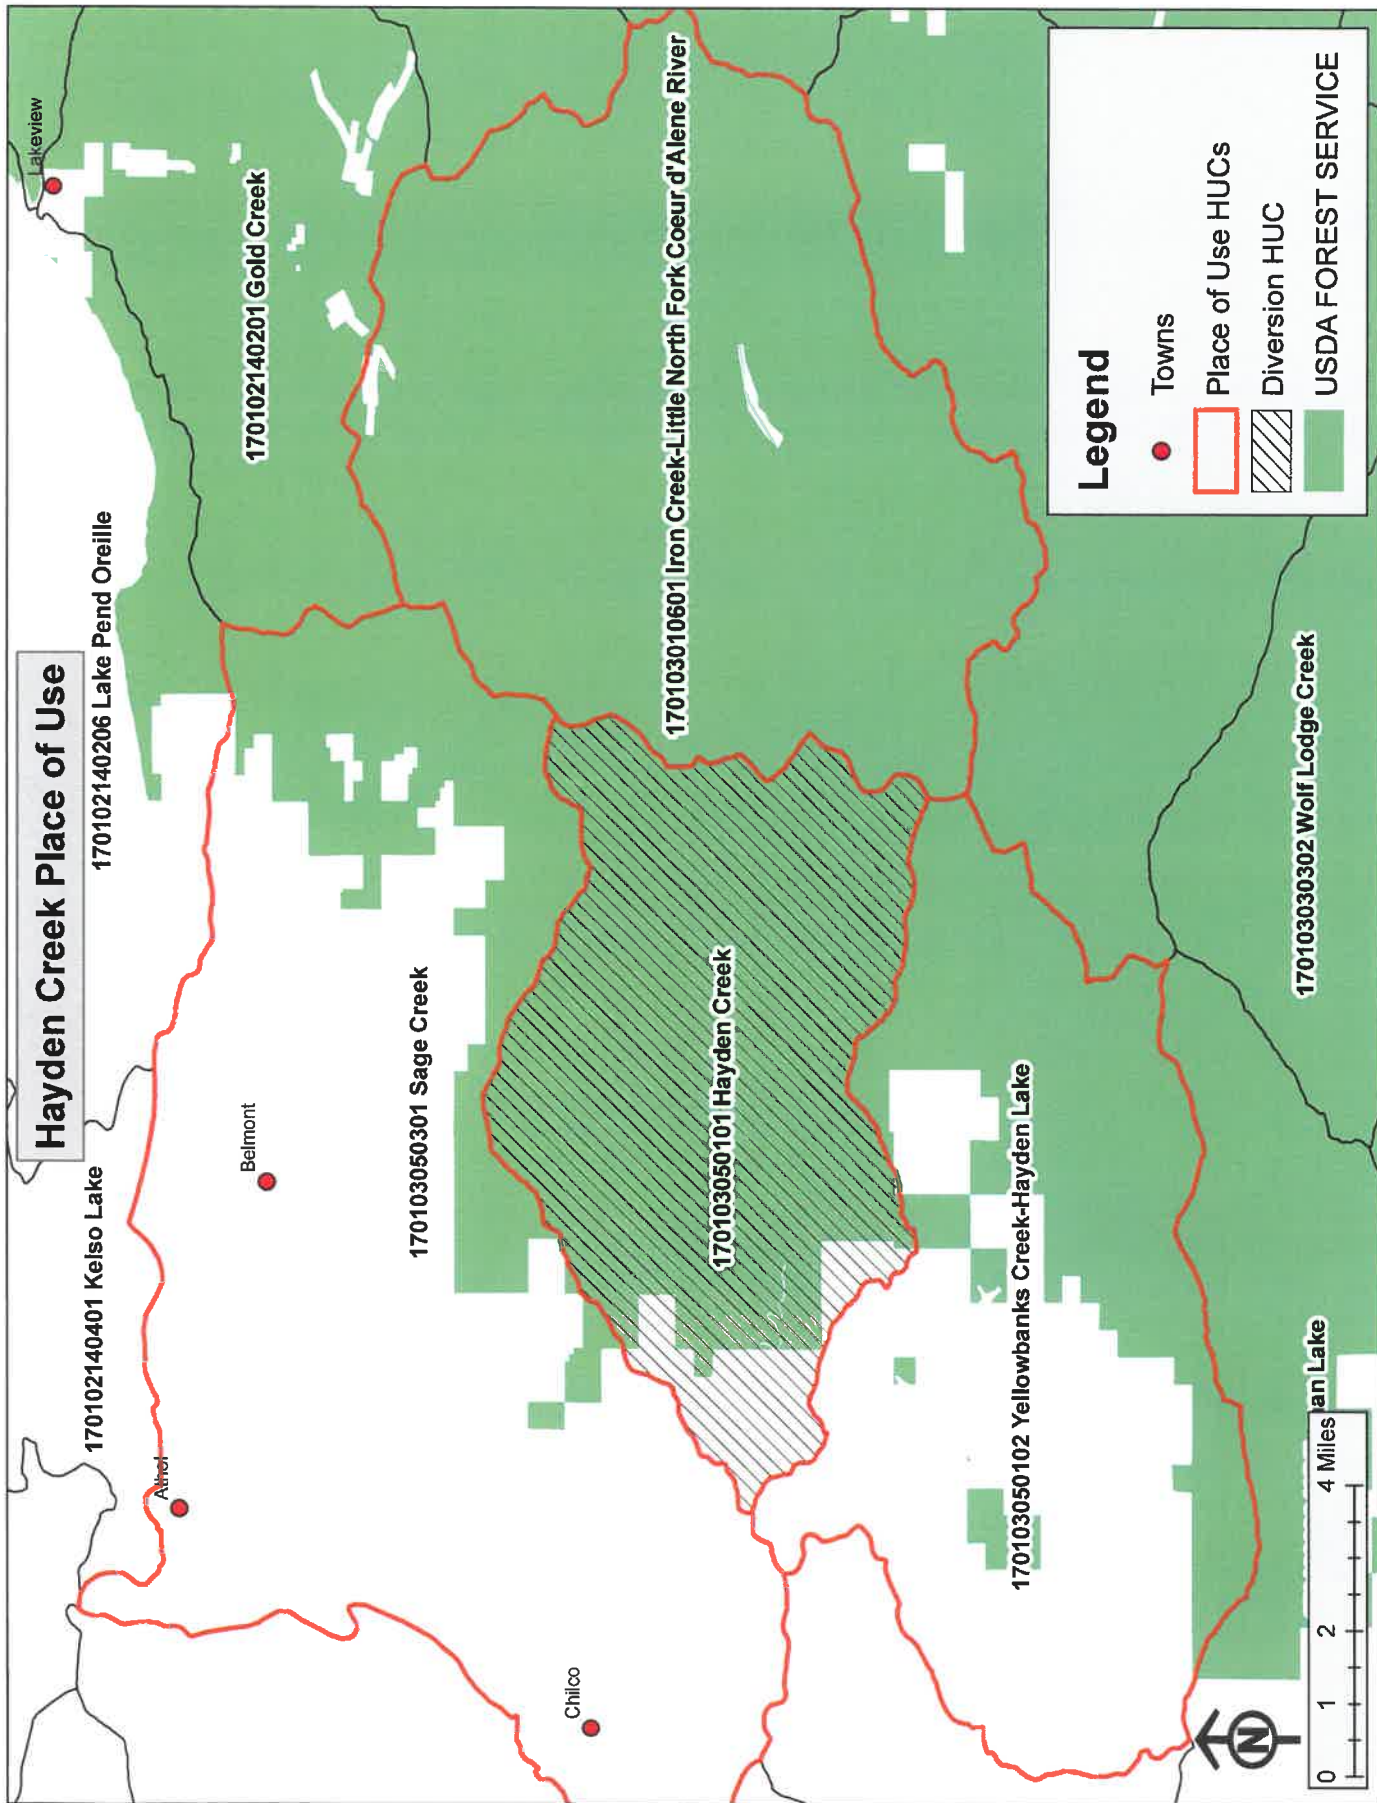 Hayden Creek Place of Use
Lakeview
170102140206 Lake Pend Oreille
170102140201 Gold Creek
170102140401 Kelso Lake
Athol
Belmont
170103050301 Sage Creek
Chilco
170103010601 Iron Creek-Little North Fork Coeur d'Alene River
170103050101 Hayden Creek
170103050102 Yellowbanks Creek-Hayden Lake
170103030302 Wolf Lodge Creek
an Lake
Legend
Towns
Place of Use HUCs
Diversion HUC
USDA FOREST SERVICE
N
0 1 2 4 Miles